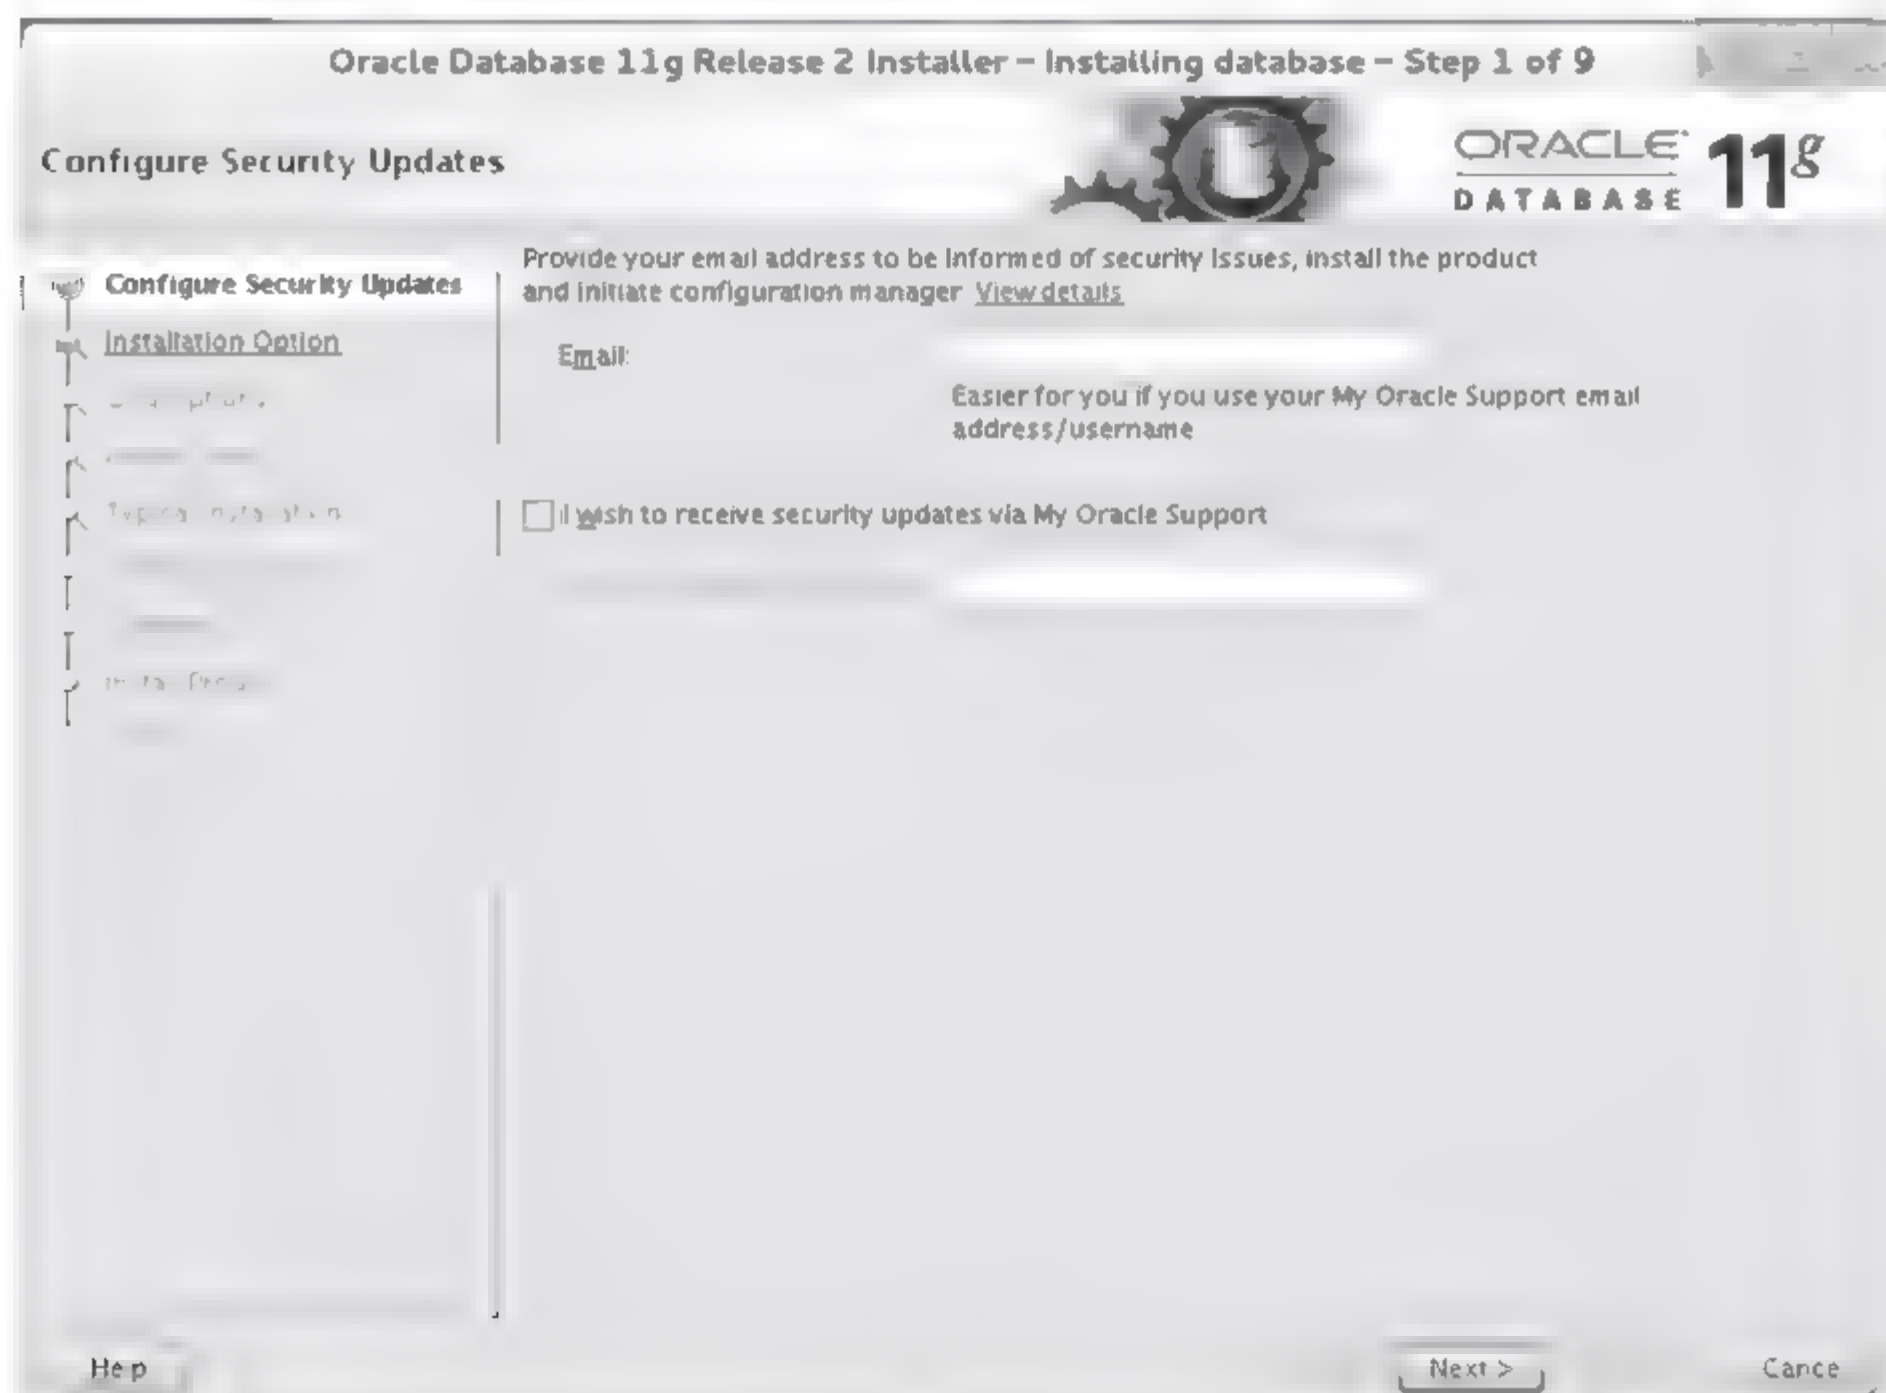 Oracle Database 11g Release 2 Installer – Installing database – Step 1 of 9
Configure Security Updates
ORACLE
DATABASE
11g
Configure Security Updates
Installation Option
Provide your email address to be informed of security issues, install the product
and initiate configuration manager View details
Email:
Easier for you if you use your My Oracle Support email
address/username
I wish to receive security updates via My Oracle Support
Help
Next >
Cancel